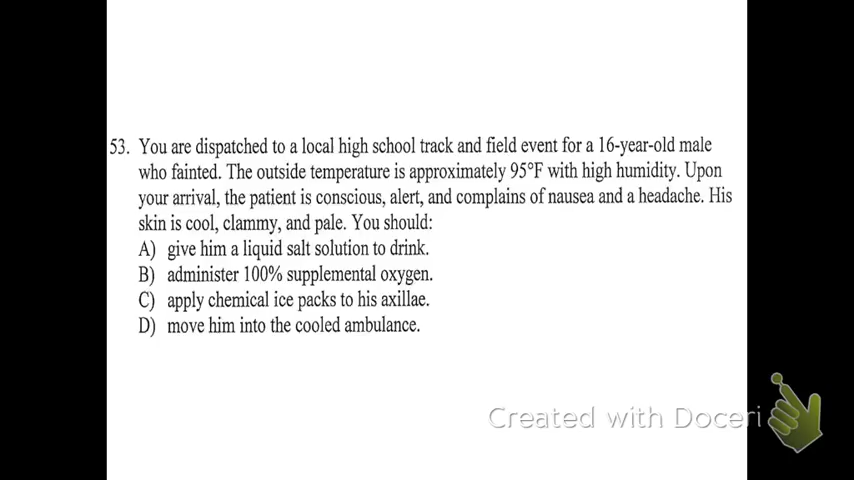 53. You are dispatched to a local high school track and field event for a 16-year-old male
who fainted. The outside temperature is approximately 95°F with high humidity. Upon
your arrival, the patient is conscious, alert, and complains of nausea and a headache. His
skin is cool, clammy, and pale. You should:
A) give him a liquid salt solution to drink.
B) administer 100% supplemental oxygen.
C) apply chemical ice packs to his axillae.
D) move him into the cooled ambulance.
Created with Doceri